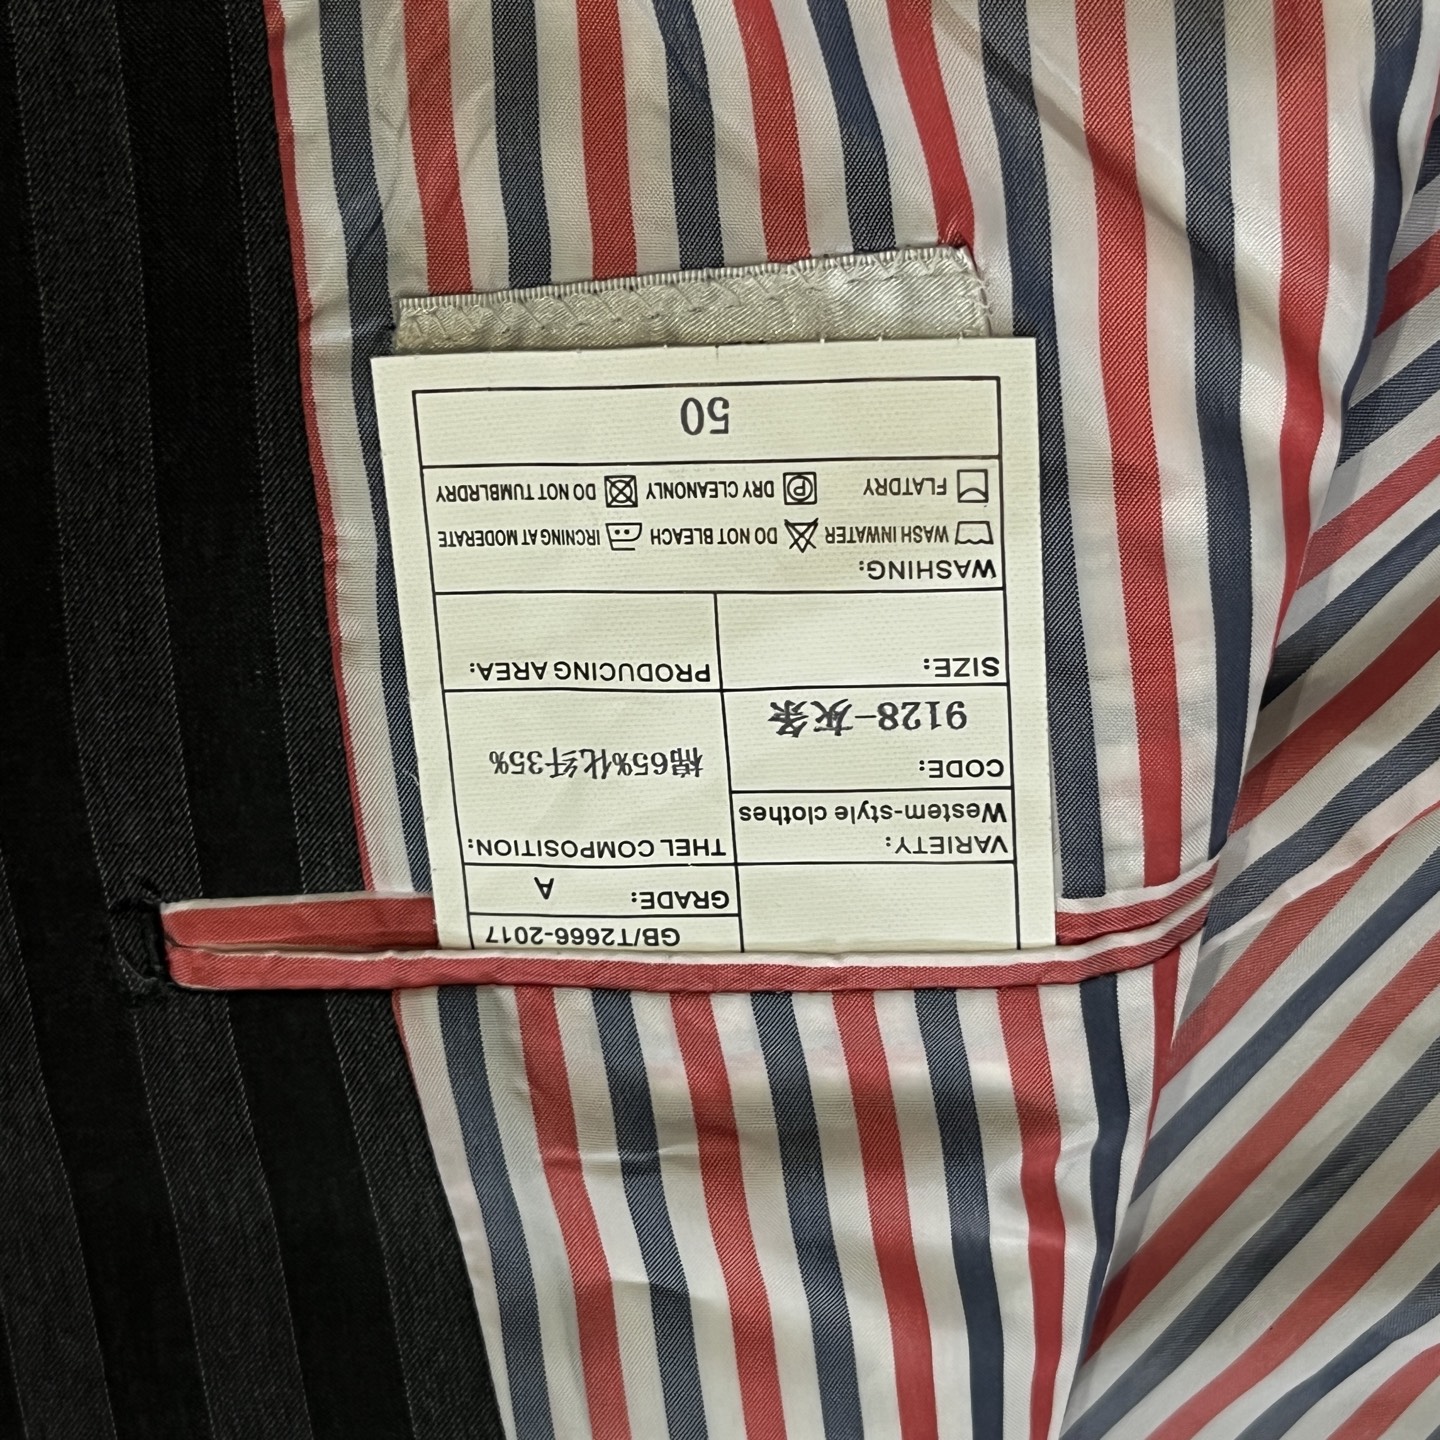 GB/T2666-2017
GRADE: A
VARIETY:
Westem-style clothes
THEL COMPOSITION:
棉65%化纤35%
CODE:
9128-灰条
SIZE:
PRODUCING AREA:
WASHING:
WASH INWATER DO NOT BLEACH IRCNING AT MODERATE
FLATDRY DRY CLEANONLY DO NOT TUMBLRDRY
50